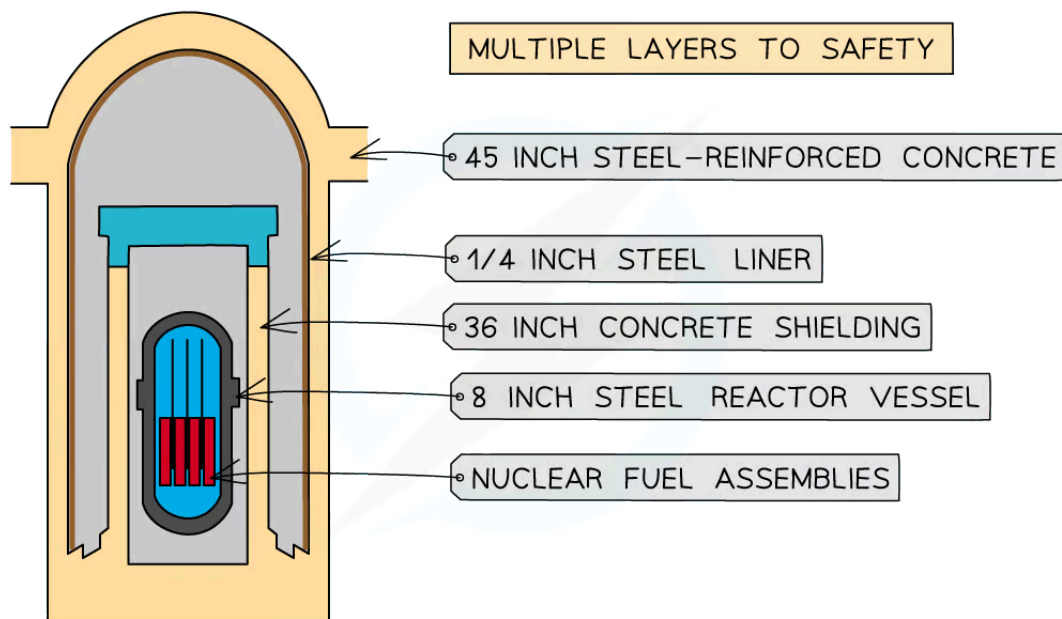 MULTIPLE LAYERS TO SAFETY
45 INCH STEEL-REINFORCED CONCRETE
1/4 INCH STEEL LINER
36 INCH CONCRETE SHIELDING
8 INCH STEEL REACTOR VESSEL
NUCLEAR FUEL ASSEMBLIES